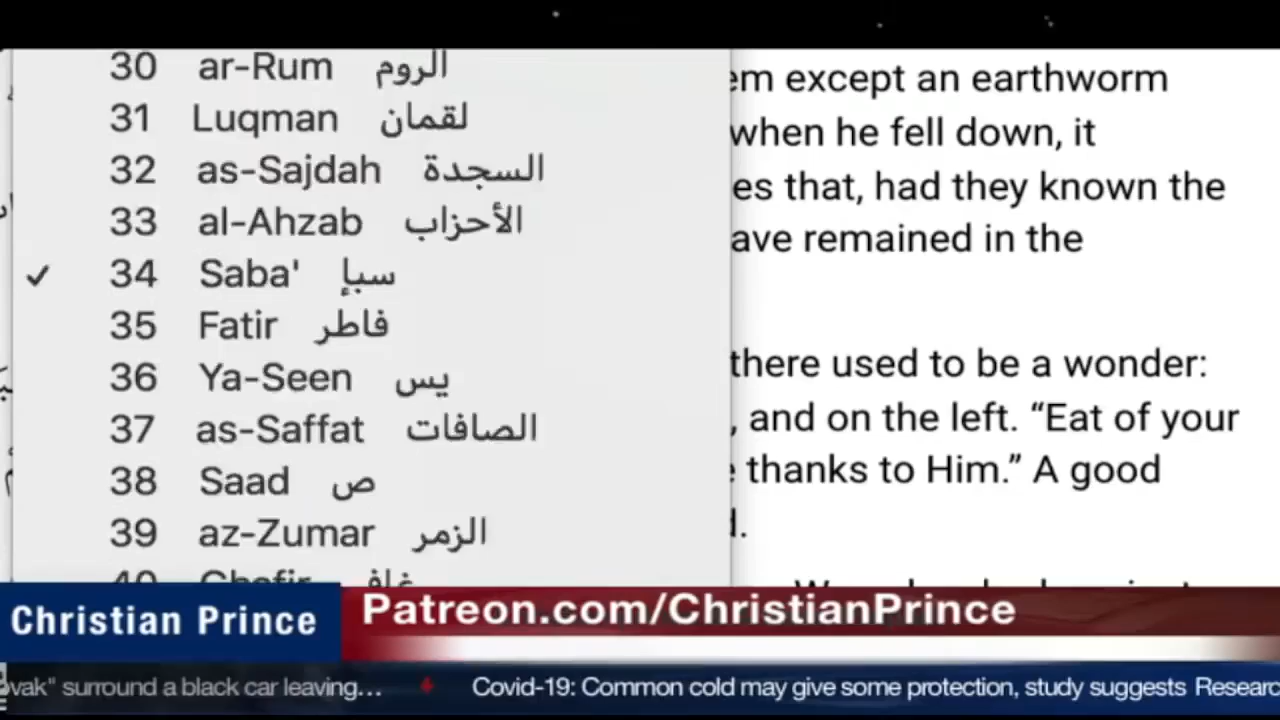 30 ar-Rum الروم
31 Luqman لقمان
32 as-Sajdah السجدة
33 al-Ahzab الأحزاب
✓ 34 Saba' سبإ
35 Fatir فاطر
36 Ya-Seen يس
37 as-Saffat الصافات
38 Saad ص
39 az-Zumar الزمر
40 Ghafir
em except an earthworm
when he fell down, it
es that, had they known the
ave remained in the
there used to be a wonder:
, and on the left. “Eat of your
e thanks to Him.” A good
d.
Christian Prince
Patreon.com/ChristianPrince
ovak" surround a black car leaving...
Covid-19: Common cold may give some protection, study suggests Researc